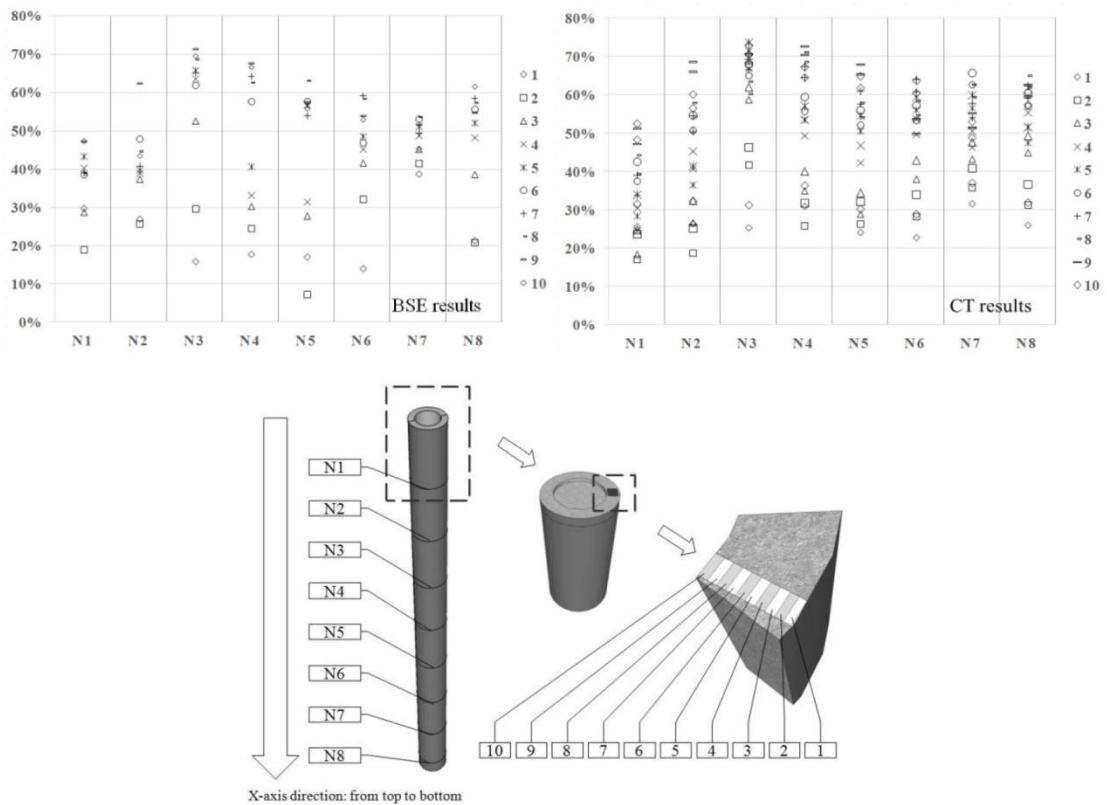 80%
70%
60%
50%
40%
30%
20%
10%
0%
N1 N2 N3 N4 N5 N6 N7 N8
BSE results
1
2
3
4
5
6
7
8
9
10
80%
70%
60%
50%
40%
30%
20%
10%
0%
N1 N2 N3 N4 N5 N6 N7 N8
CT results
1
2
3
4
5
6
7
8
9
10
N1
N2
N3
N4
N5
N6
N7
N8
10 9 8 7 6 5 4 3 2 1
X-axis direction: from top to bottom